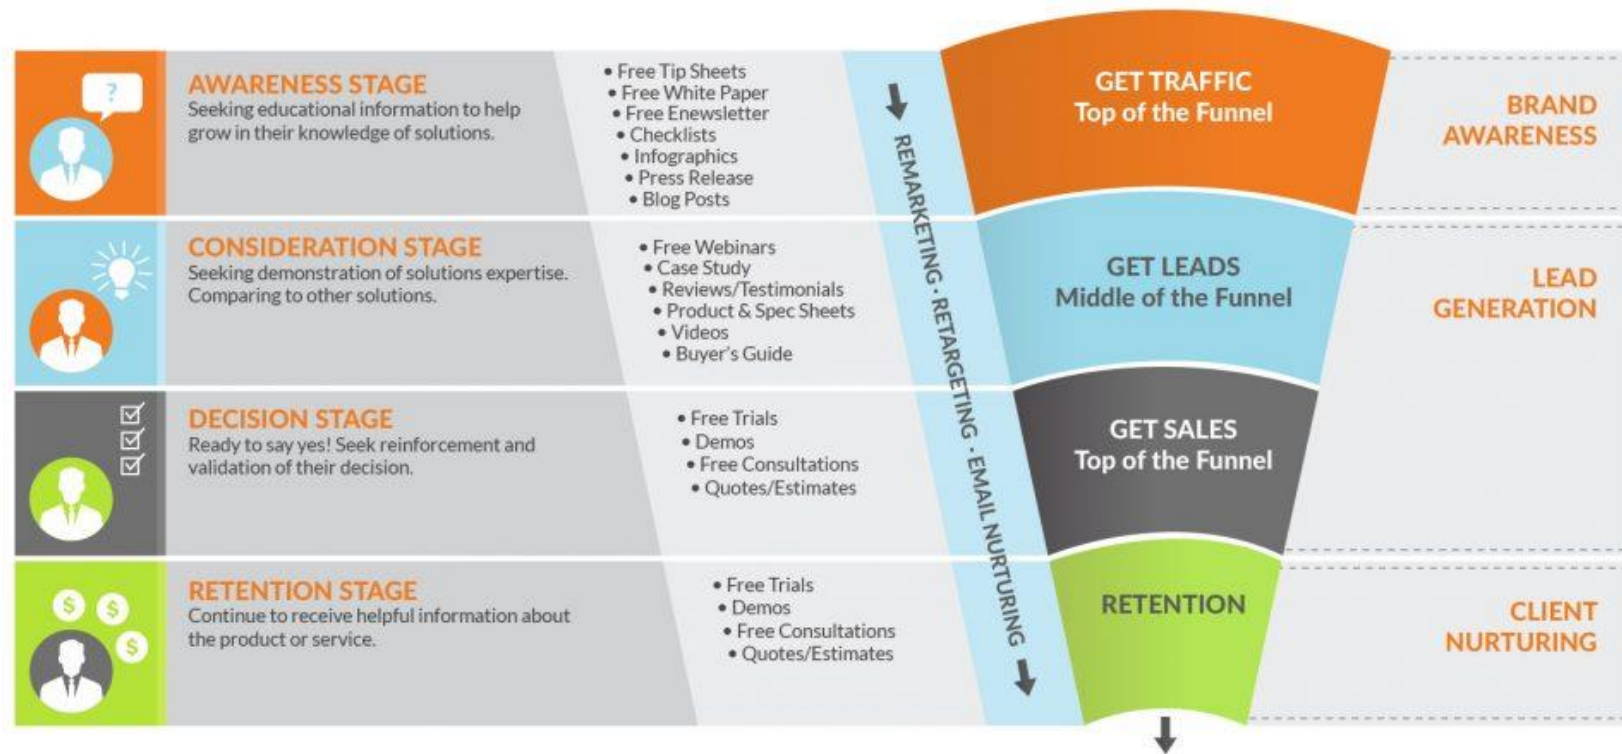 AWARENESS STAGE
Seeking educational information to help
grow in their knowledge of solutions.
?
• Free Tip Sheets
• Free White Paper
• Free Enewsletter
• Checklists
• Infographics
• Press Release
• Blog Posts
GET TRAFFIC
Top of the Funnel
BRAND
AWARENESS
REMARKETING · RETARGETING · EMAIL NURTURING
CONSIDERATION STAGE
Seeking demonstration of solutions expertise.
Comparing to other solutions.
• Free Webinars
• Case Study
• Reviews/Testimonials
• Product & Spec Sheets
• Videos
• Buyer's Guide
GET LEADS
Middle of the Funnel
LEAD
GENERATION
DECISION STAGE
Ready to say yes! Seek reinforcement and
validation of their decision.
• Free Trials
• Demos
• Free Consultations
• Quotes/Estimates
GET SALES
Top of the Funnel
RETENTION STAGE
Continue to receive helpful information about
the product or service.
$ $
$
• Free Trials
• Demos
• Free Consultations
• Quotes/Estimates
RETENTION
CLIENT
NURTURING